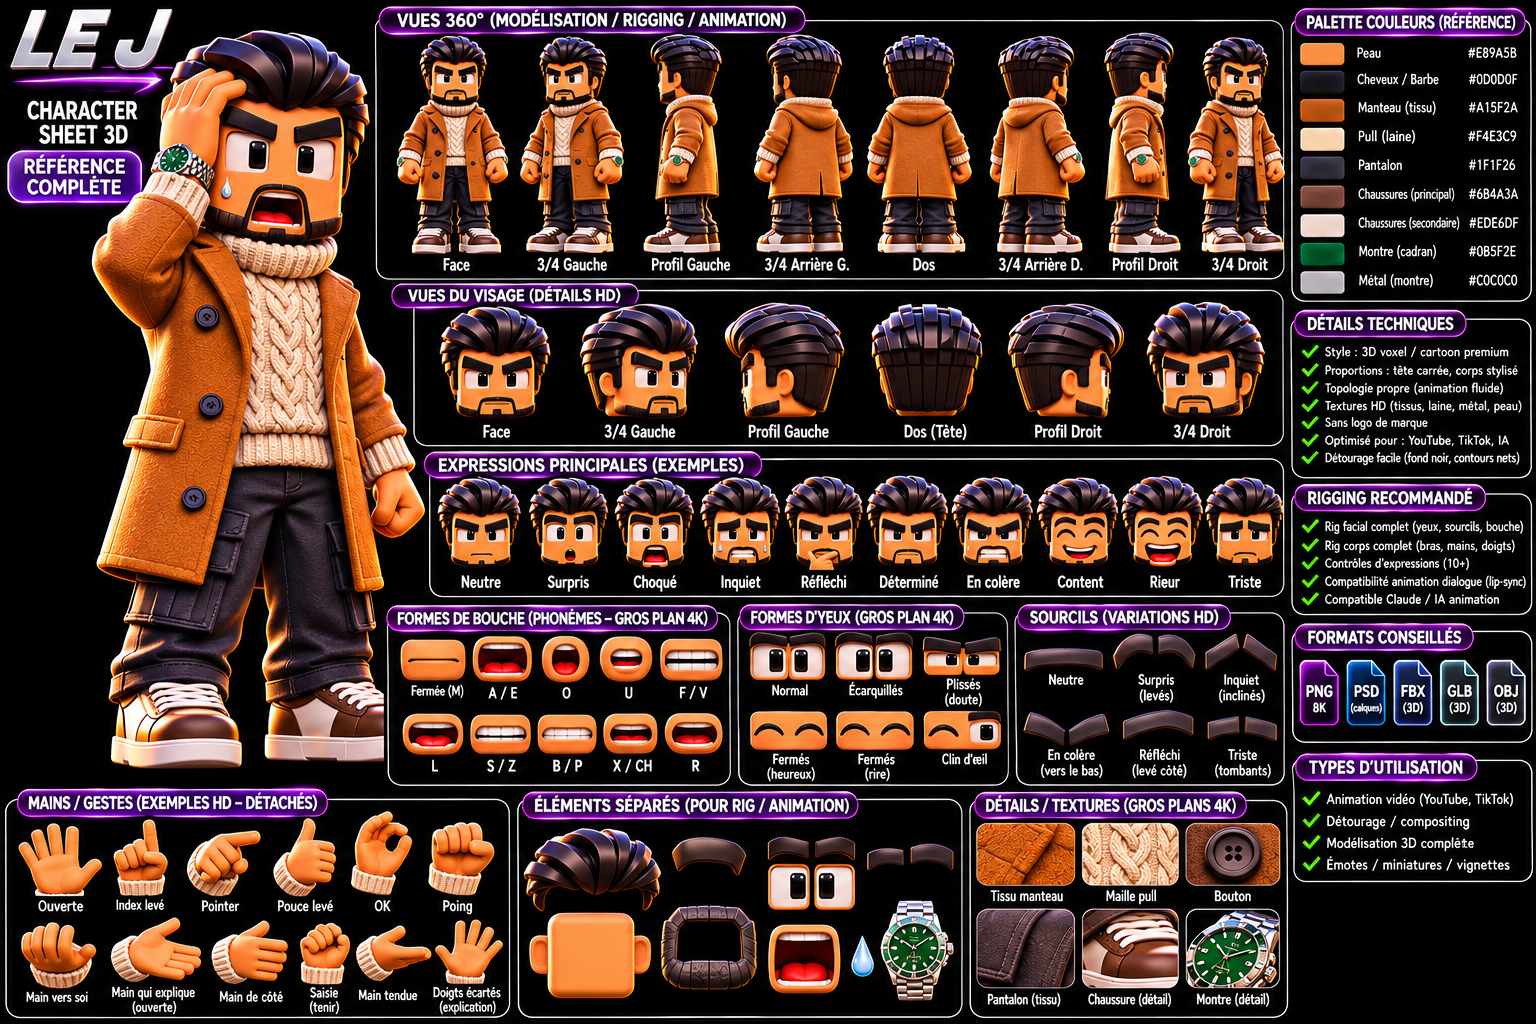 LE J
CHARACTER
SHEET 3D
RÉFÉRENCE
COMPLÈTE
VUES 360° (MODÉLISATION / RIGGING / ANIMATION)
Face
3/4 Gauche
Profil Gauche
3/4 Arrière G.
Dos
3/4 Arrière D.
Profil Droit
3/4 Droit
VUES DU VISAGE (DÉTAILS HD)
Face
3/4 Gauche
Profil Gauche
Dos (Tête)
Profil Droit
3/4 Droit
EXPRESSIONS PRINCIPALES (EXEMPLES)
Neutre
Surpris
Choqué
Inquiet
Réfléchi
Déterminé
En colère
Content
Rieur
Triste
FORMES DE BOUCHE (PHONÈMES – GROS PLAN 4K)
Fermée (M)
A / E
O
U
F / V
L
S / Z
B / P
X / CH
R
FORMES D'YEUX (GROS PLAN 4K)
Normal
Écarquillés
Plissés
(doute)
Fermés
(heureux)
Fermés
(rire)
Clin d'œil
SOURCILS (VARIATIONS HD)
Neutre
Surpris
(levés)
Inquiet
(inclinés)
En colère
(vers le bas)
Réfléchi
(levé côté)
Triste
(tombants)
MAINS / GESTES (EXEMPLES HD – DÉTACHÉS)
Ouverte
Index levé
Pointer
Pouce levé
OK
Poing
Main vers soi
Main qui explique
(ouverte)
Main de côté
Saisie
(tenir)
Main tendue
Doigts écartés
(explication)
ÉLÉMENTS SÉPARÉS (POUR RIG / ANIMATION)
DÉTAILS / TEXTURES (GROS PLANS 4K)
Tissu manteau
Maille pull
Bouton
Pantalon (tissu)
Chaussure (détail)
Montre (détail)
PALETTE COULEURS (RÉFÉRENCE)
Peau #E89A5B
Cheveux / Barbe #0D0D0F
Manteau (tissu) #A15F2A
Pull (laine) #F4E3C9
Pantalon #1F1F26
Chaussures (principal) #6B4A3A
Chaussures (secondaire) #EDE6DF
Montre (cadran) #0B5F2E
Métal (montre) #C0C0C0
DÉTAILS TECHNIQUES
Style : 3D voxel / cartoon premium
Proportions : tête carrée, corps stylisé
Topologie propre (animation fluide)
Textures HD (tissus, laine, métal, peau)
Sans logo de marque
Optimisé pour : YouTube, TikTok, IA
Détourage facile (fond noir, contours nets)
RIGGING RECOMMANDÉ
Rig facial complet (yeux, sourcils, bouche)
Rig corps complet (bras, mains, doigts)
Contrôles d'expressions (10+)
Compatibilité animation dialogue (lip-sync)
Compatible Claude / IA animation
FORMATS CONSEILLÉS
PNG
8K
PSD
(calques)
FBX
(3D)
GLB
(3D)
OBJ
(3D)
TYPES D'UTILISATION
Animation vidéo (YouTube, TikTok)
Détourage / compositing
Modélisation 3D complète
Émotes / miniatures / vignettes